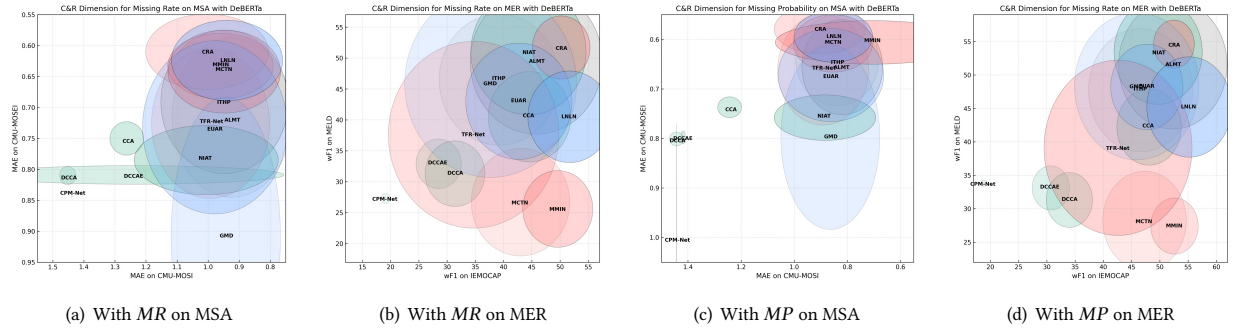 C&R Dimension for Missing Rate on MSA with DeBERTa
MAE on CMU-MOSEI
0.55
0.60
0.65
0.70
0.75
0.80
0.85
0.90
0.95
CRA
LNLN
MMIN
MCTN
ITHP
TFR-Net
ALMT
EUAR
CCA
NIAT
DCCA
DCCAE
CPM-Net
GMD
1.5 1.4 1.3 1.2 1.1 1.0 0.9 0.8
MAE on CMU-MOSI
(a) With MR on MSA
C&R Dimension for Missing Rate on MER with DeBERTa
wF1 on MELD
55
50
45
40
35
30
25
20
CRA
NIAT
ALMT
ITHP
GMD
EUAR
CCA
LNLN
TFR-Net
DCCAE
DCCA
CPM-Net
MCTN
MMIN
15 20 25 30 35 40 45 50 55
wF1 on IEMOCAP
(b) With MR on MER
C&R Dimension for Missing Probability on MSA with DeBERTa
MAE on CMU-MOSEI
0.6
0.7
0.8
0.9
1.0
CRA
LNLN
MCTN
MMIN
ITHP
TFR-Net
ALMT
EUAR
CCA
NIAT
GMD
DCCAE
DCCA
CPM-Net
1.4 1.2 1.0 0.8 0.6
MAE on CMU-MOSI
(c) With MP on MSA
C&R Dimension for Missing Rate on MER with DeBERTa
wF1 on MELD
55
50
45
40
35
30
25
CRA
NIAT
ALMT
GMD
EUAR
ITHP
LNLN
CCA
TFR-Net
CPM-Net
DCCAE
DCCA
MCTN
MMIN
20 25 30 35 40 45 50 55 60
wF1 on IEMOCAP
(d) With MP on MER